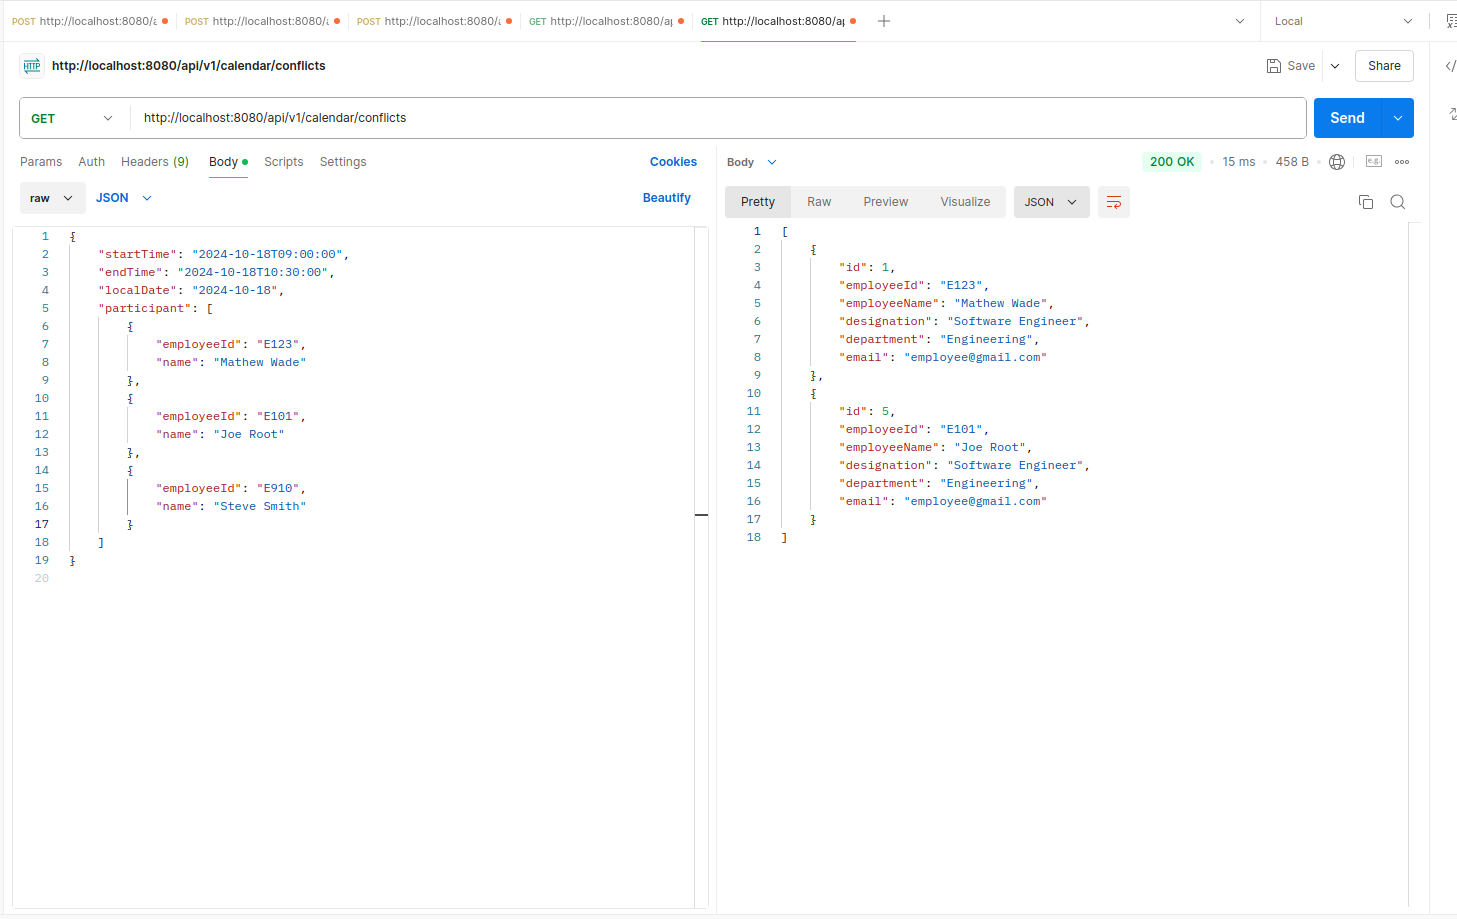 POST http://localhost:8080/a POST http://localhost:8080/a POST http://localhost:8080/a GET http://localhost:8080/ap GET http://localhost:8080/ap Local
HTTP http://localhost:8080/api/v1/calendar/conflicts Save Share
GET http://localhost:8080/api/v1/calendar/conflicts Send
Params Auth Headers (9) Body Scripts Settings Cookies
raw JSON Beautify
1 {
2 "startTime": "2024-10-18T09:00:00",
3 "endTime": "2024-10-18T10:30:00",
4 "localDate": "2024-10-18",
5 "participant": [
6 {
7 "employeeId": "E123",
8 "name": "Mathew Wade"
9 },
10 {
11 "employeeId": "E101",
12 "name": "Joe Root"
13 },
14 {
15 "employeeId": "E910",
16 "name": "Steve Smith"
17 }
18 ]
19 }
20
Body 200 OK 15 ms 458 B e.g.
Pretty Raw Preview Visualize JSON
1 [
2 {
3 "id": 1,
4 "employeeId": "E123",
5 "employeeName": "Mathew Wade",
6 "designation": "Software Engineer",
7 "department": "Engineering",
8 "email": "employee@gmail.com"
9 },
10 {
11 "id": 5,
12 "employeeId": "E101",
13 "employeeName": "Joe Root",
14 "designation": "Software Engineer",
15 "department": "Engineering",
16 "email": "employee@gmail.com"
17 }
18 ]